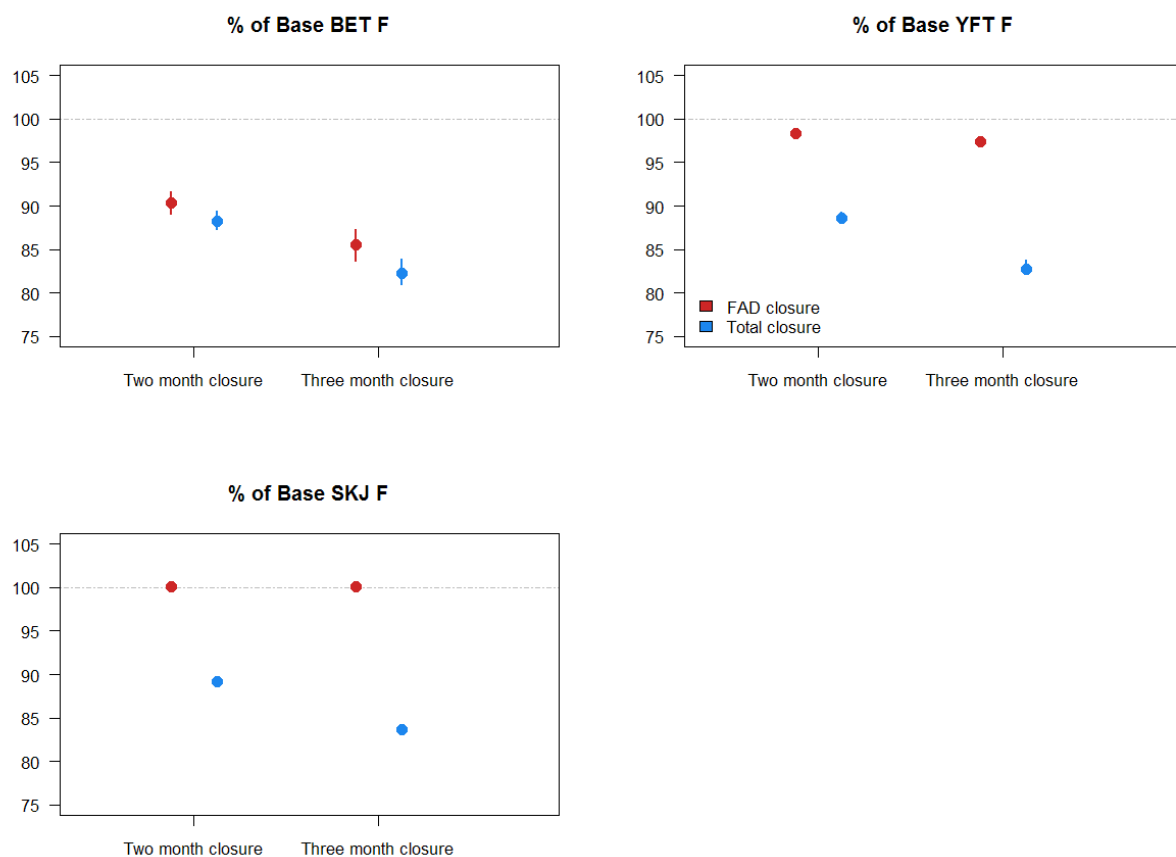 % of Base BET F
105
100
95
90
85
80
75
Two month closure Three month closure
% of Base YFT F
105
100
95
90
85
80
75
FAD closure
Total closure
Two month closure Three month closure
% of Base SKJ F
105
100
95
90
85
80
75
Two month closure Three month closure